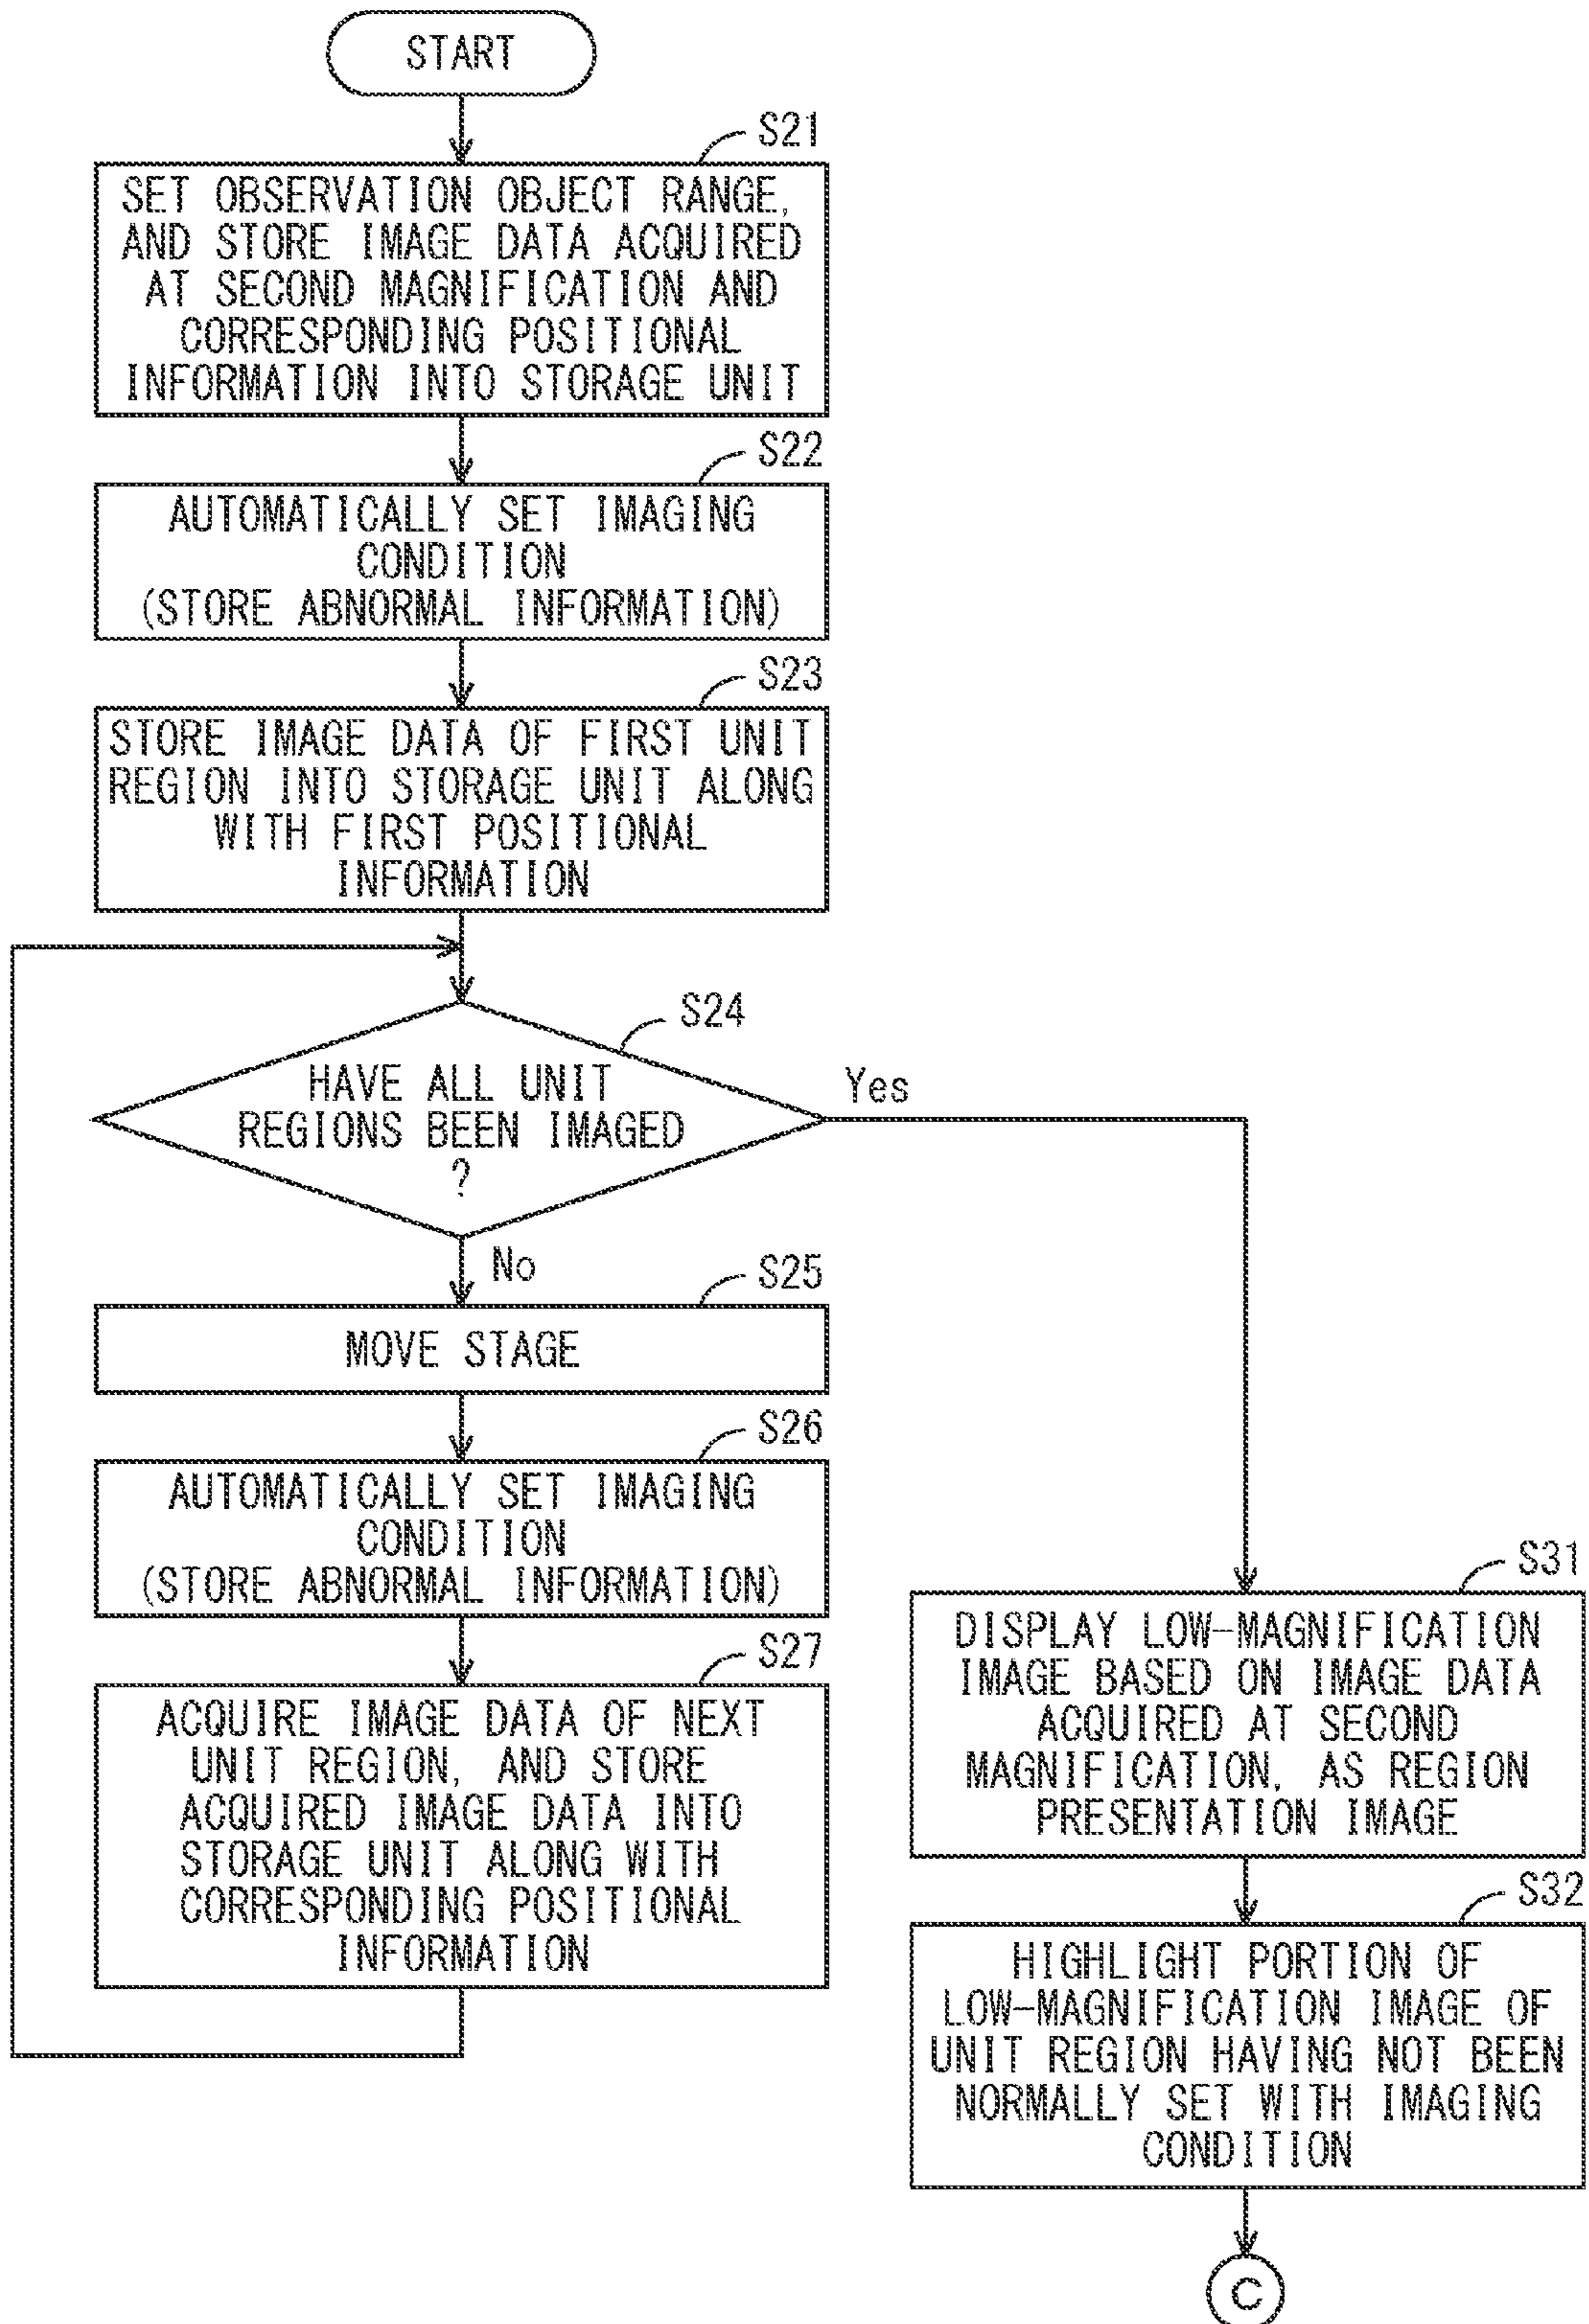 START
S21
SET OBSERVATION OBJECT RANGE,
AND STORE IMAGE DATA ACQUIRED
AT SECOND MAGNIFICATION AND
CORRESPONDING POSITIONAL
INFORMATION INTO STORAGE UNIT
S22
AUTOMATICALLY SET IMAGING
CONDITION
(STORE ABNORMAL INFORMATION)
S23
STORE IMAGE DATA OF FIRST UNIT
REGION INTO STORAGE UNIT ALONG
WITH FIRST POSITIONAL
INFORMATION
S24
HAVE ALL UNIT
REGIONS BEEN IMAGED
?
Yes
No
S25
MOVE STAGE
S26
AUTOMATICALLY SET IMAGING
CONDITION
(STORE ABNORMAL INFORMATION)
S27
ACQUIRE IMAGE DATA OF NEXT
UNIT REGION, AND STORE
ACQUIRED IMAGE DATA INTO
STORAGE UNIT ALONG WITH
CORRESPONDING POSITIONAL
INFORMATION
S31
DISPLAY LOW-MAGNIFICATION
IMAGE BASED ON IMAGE DATA
ACQUIRED AT SECOND
MAGNIFICATION, AS REGION
PRESENTATION IMAGE
S32
HIGHLIGHT PORTION OF
LOW-MAGNIFICATION IMAGE OF
UNIT REGION HAVING NOT BEEN
NORMALLY SET WITH IMAGING
CONDITION
C